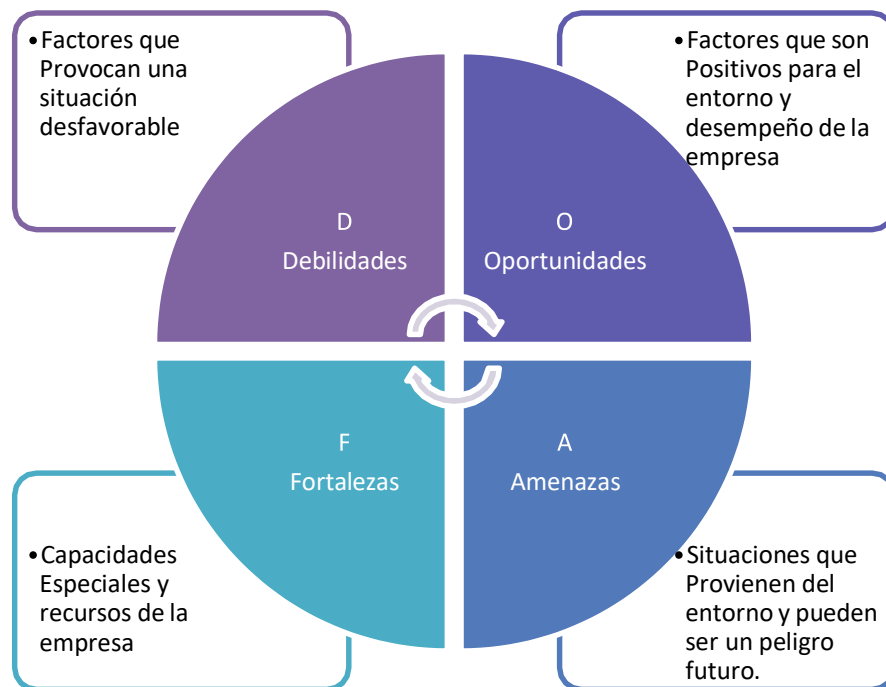 •Factores que
Provocan una
situación
desfavorable
•Factores que son
Positivos para el
entorno y
desempeño de la
empresa
D
Debilidades
O
Oportunidades
F
Fortalezas
A
Amenazas
•Capacidades
Especiales y
recursos de la
empresa
•Situaciones que
Provienen del
entorno y pueden
ser un peligro
futuro.